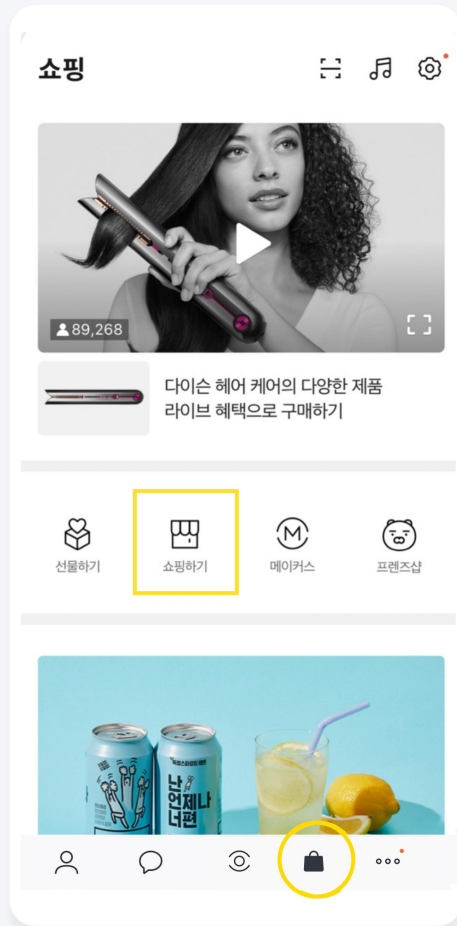 쇼핑
89,268
다이슨 헤어 케어의 다양한 제품
라이브 혜택으로 구매하기
선물하기
쇼핑하기
M
메이커스
프렌즈샵
난
언제나
너편